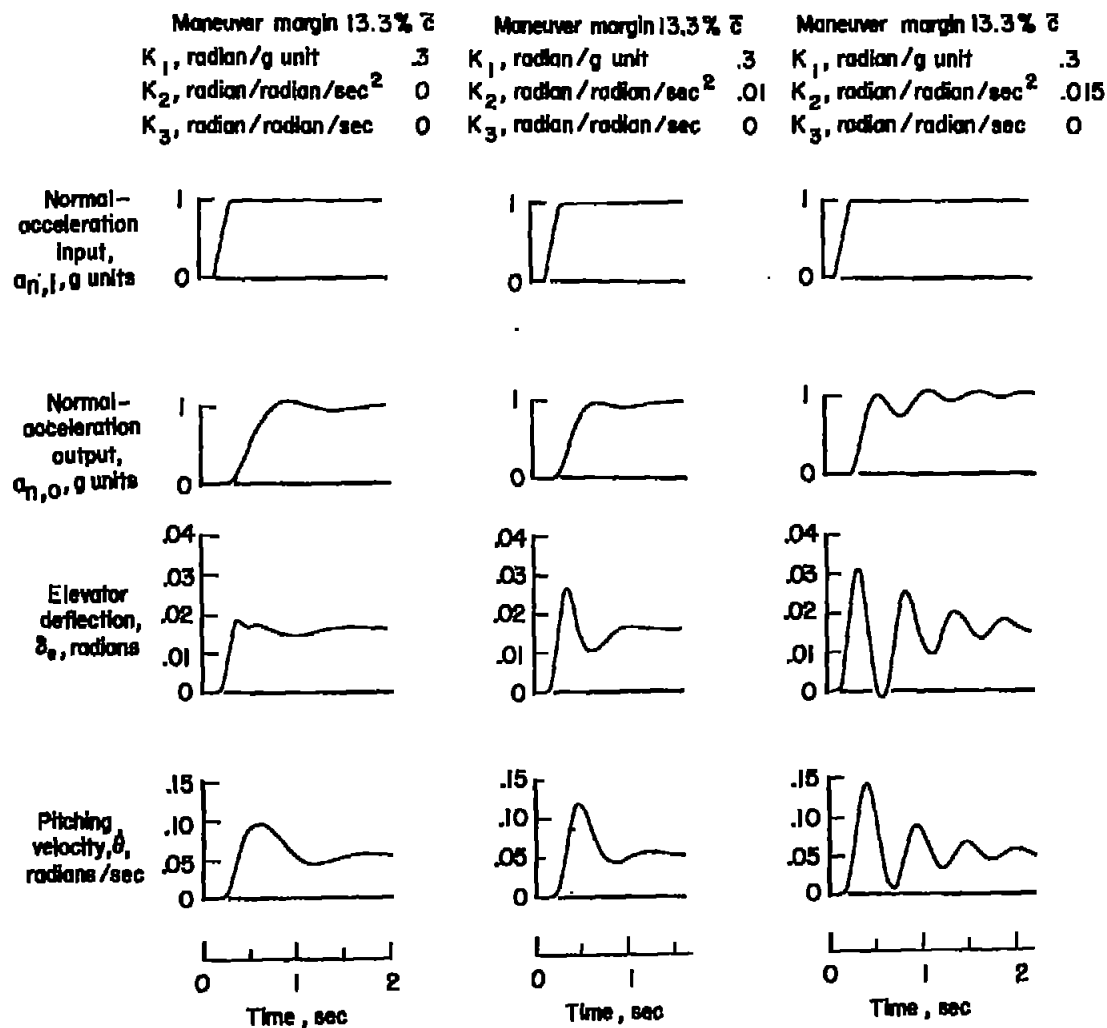 Maneuver margin 13.3% c̄
K1, radian/g unit .3
K2, radian/radian/sec² 0
K3, radian/radian/sec 0
Maneuver margin 13.3% c̄
K1, radian/g unit .3
K2, radian/radian/sec² .01
K3, radian/radian/sec 0
Maneuver margin 13.3% c̄
K1, radian/g unit .3
K2, radian/radian/sec² .015
K3, radian/radian/sec 0
Normal-
acceleration
input,
an,i, g units
1
0
1
0
1
0
Normal-
acceleration
output,
an,o, g units
1
0
1
0
1
0
Elevator
deflection,
δe, radians
.04
.03
.02
.01
0
.04
.03
.02
.01
0
.04
.03
.02
.01
0
Pitching
velocity, θ̇,
radians/sec
.15
.10
.05
0
.15
.10
.05
0
.15
.10
.05
0
0 1 2
Time, sec
0 1
Time, sec
0 1 2
Time, sec